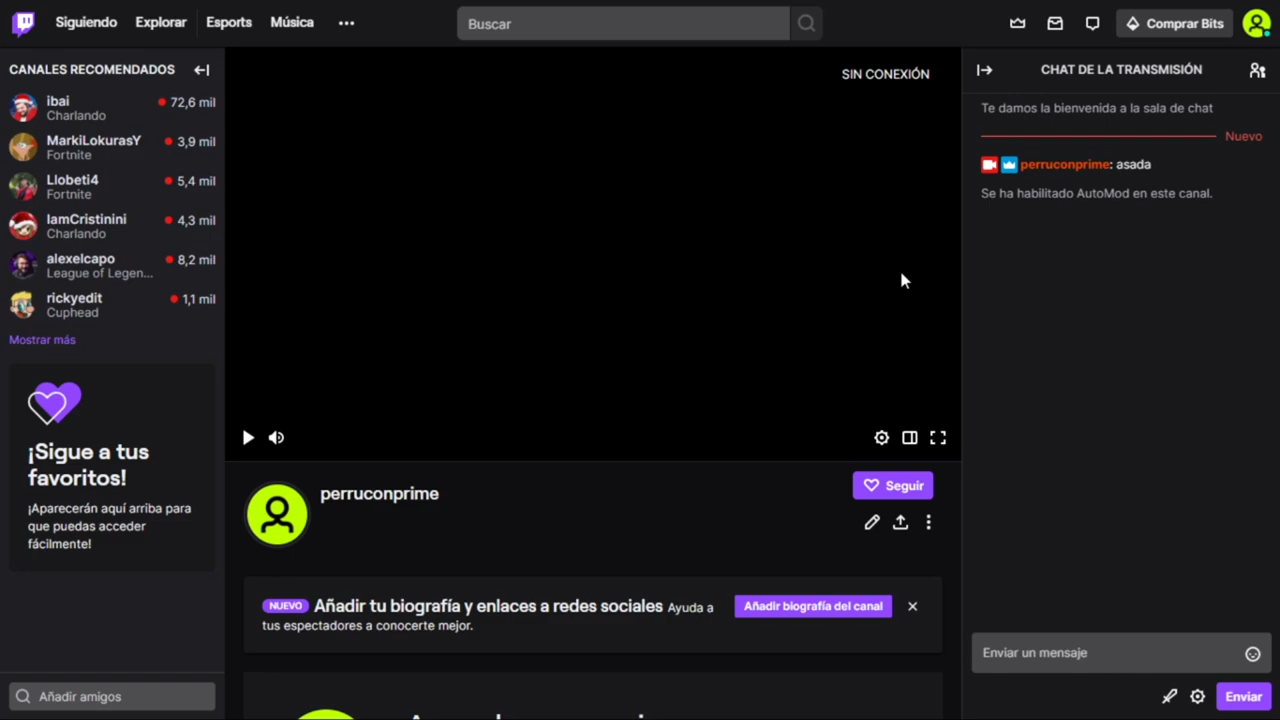 Siguiendo
Explorar
Esports
Música
Buscar
Comprar Bits
CANALES RECOMENDADOS
ibai
72,6 mil
Charlando
MarkiLokurasY
3,9 mil
Fortnite
Llobeti4
5,4 mil
Fortnite
IamCristinini
4,3 mil
Charlando
alexelcapo
8,2 mil
League of Legen...
rickyedit
1,1 mil
Cuphead
Mostrar más
¡Sigue a tus
favoritos!
¡Aparecerán aquí arriba para
que puedas acceder
fácilmente!
Añadir amigos
SIN CONEXIÓN
perruconprime
Seguir
NUEVO Añadir tu biografía y enlaces a redes sociales Ayuda a
tus espectadores a conocerte mejor.
Añadir biografía del canal
CHAT DE LA TRANSMISIÓN
Te damos la bienvenida a la sala de chat
Nuevo
perruconprime: asada
Se ha habilitado AutoMod en este canal.
Enviar un mensaje
Enviar